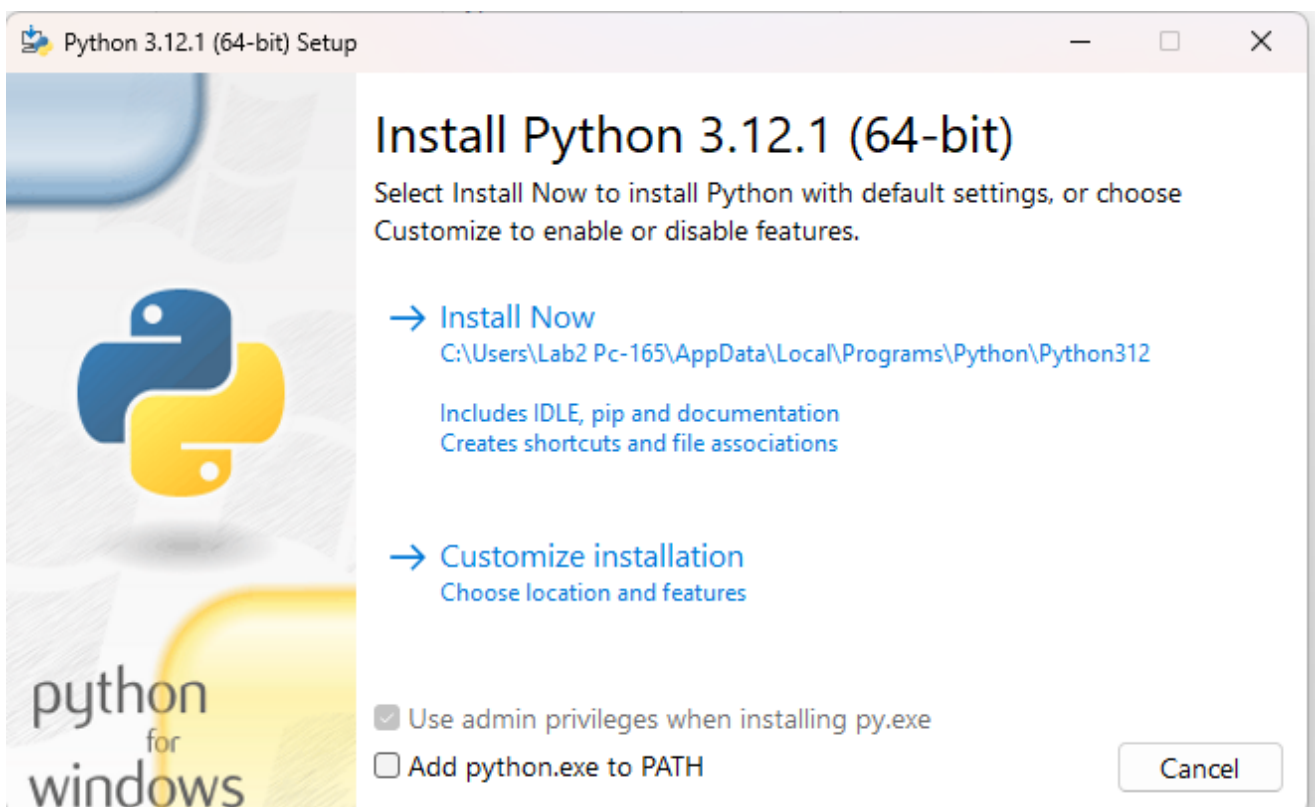 Python 3.12.1 (64-bit) Setup
Install Python 3.12.1 (64-bit)
Select Install Now to install Python with default settings, or choose
Customize to enable or disable features.
Install Now
C:\Users\Lab2 Pc-165\AppData\Local\Programs\Python\Python312
Includes IDLE, pip and documentation
Creates shortcuts and file associations
Customize installation
Choose location and features
python
for
windows
Use admin privileges when installing py.exe
Add python.exe to PATH
Cancel